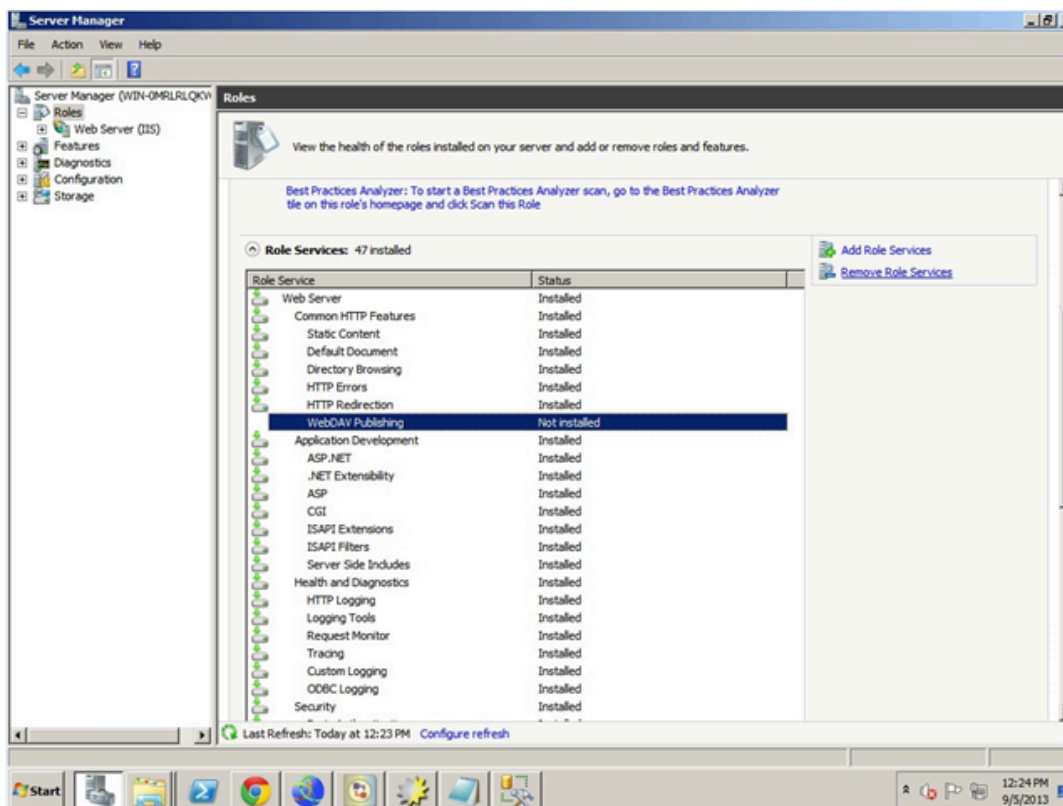 Server Manager
File Action View Help
Server Manager (WIN-0MRLRLQKW
Roles
Web Server (IIS)
Features
Diagnostics
Configuration
Storage
Roles
View the health of the roles installed on your server and add or remove roles and features.
Best Practices Analyzer: To start a Best Practices Analyzer scan, go to the Best Practices Analyzer
tile on this role's homepage and click Scan this Role
Role Services: 47 installed
Add Role Services
Remove Role Services
Role Service Status
Web Server Installed
Common HTTP Features Installed
Static Content Installed
Default Document Installed
Directory Browsing Installed
HTTP Errors Installed
HTTP Redirection Installed
WebDAV Publishing Not installed
Application Development Installed
ASP.NET Installed
.NET Extensibility Installed
ASP Installed
CGI Installed
ISAPI Extensions Installed
ISAPI Filters Installed
Server Side Includes Installed
Health and Diagnostics Installed
HTTP Logging Installed
Logging Tools Installed
Request Monitor Installed
Tracing Installed
Custom Logging Installed
ODBC Logging Installed
Security Installed
Last Refresh: Today at 12:23 PM Configure refresh
Start
12:24 PM
9/5/2013